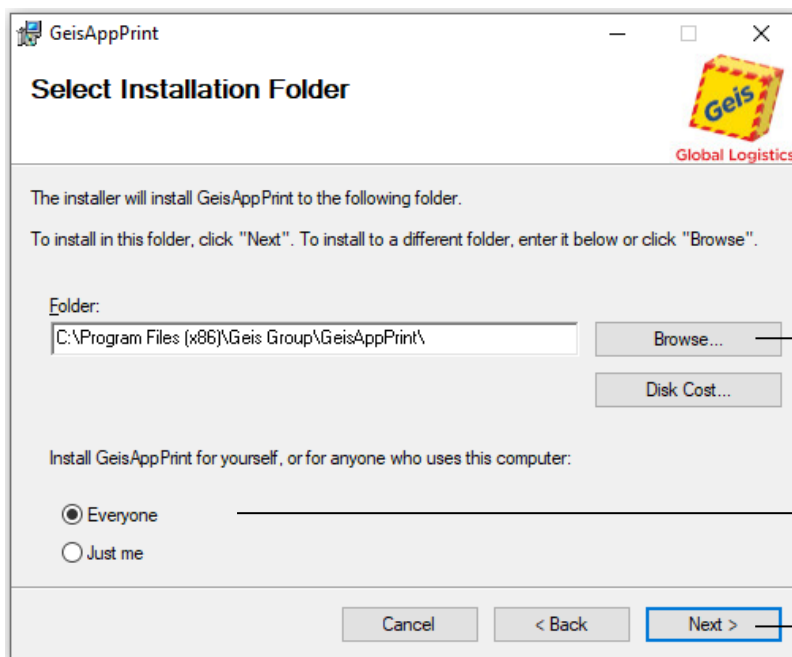 GeisAppPrint
Select Installation Folder
Geis
Global Logistics
The installer will install GeisAppPrint to the following folder.
To install in this folder, click "Next". To install to a different folder, enter it below or click "Browse".
Folder:
C:\Program Files (x86)\Geis Group\GeisAppPrint\
Browse...
Disk Cost...
Install GeisAppPrint for yourself, or for anyone who uses this computer:
Everyone
Just me
Cancel
< Back
Next >